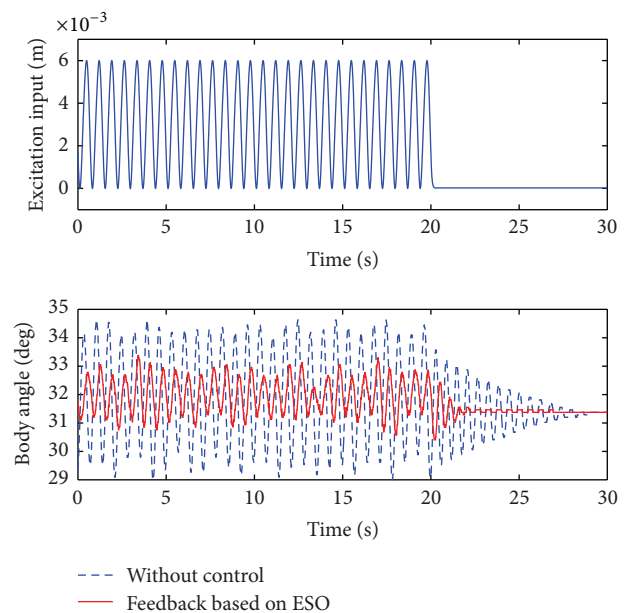 ×10⁻³
Excitation input (m)
6
4
2
0
0 5 10 15 20 25 30
Time (s)
Body angle (deg)
35
34
33
32
31
30
29
0 5 10 15 20 25 30
Time (s)
Without control
Feedback based on ESO